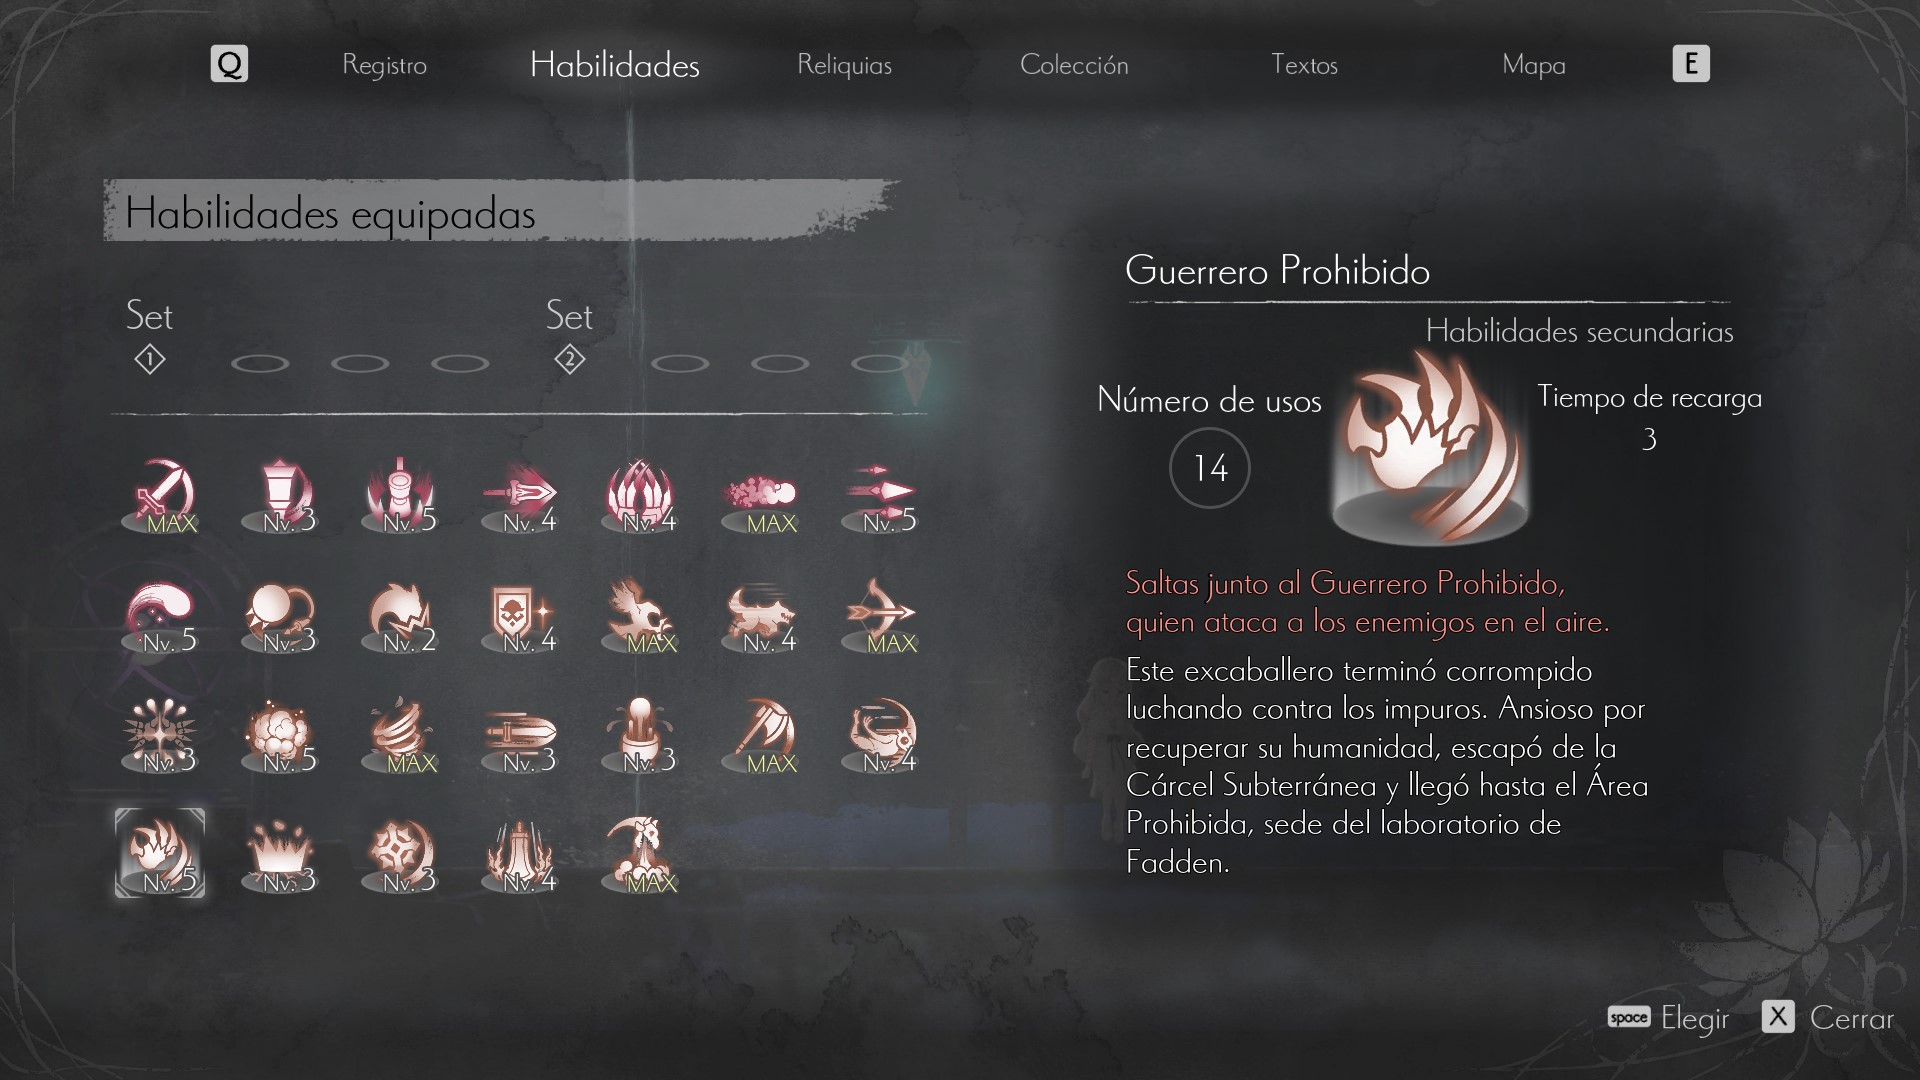 Q Registro Habilidades Reliquias Colección Textos Mapa E
Habilidades equipadas
Set Set
1 2
MAX Nv. 3 Nv. 5 Nv. 4 Nv. 4 MAX Nv. 5
Nv. 5 Nv. 3 Nv. 2 Nv. 4 MAX Nv. 4 MAX
Nv. 3 Nv. 5 MAX Nv. 3 Nv. 3 MAX Nv. 4
Nv. 5 Nv. 3 Nv. 3 Nv. 4 MAX
Guerrero Prohibido
Habilidades secundarias
Número de usos
14
Tiempo de recarga
3
Saltas junto al Guerrero Prohibido,
quien ataca a los enemigos en el aire.
Este excaballero terminó corrompido
luchando contra los impuros. Ansioso por
recuperar su humanidad, escapó de la
Cárcel Subterránea y llegó hasta el Área
Prohibida, sede del laboratorio de
Fadden.
space Elegir X Cerrar